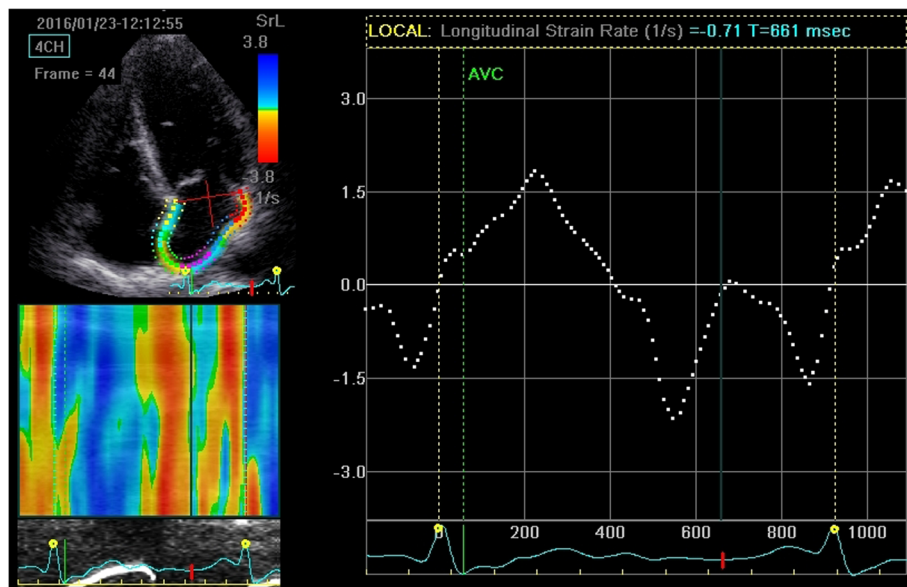 2016/01/23-12:12:55
SrL
4CH
3.8
Frame = 44
-3.8
1/s
LOCAL: Longitudinal Strain Rate (1/s) =-0.71 T=661 msec
AVC
3.0
1.5
0.0
-1.5
-3.0
0 200 400 600 800 1000